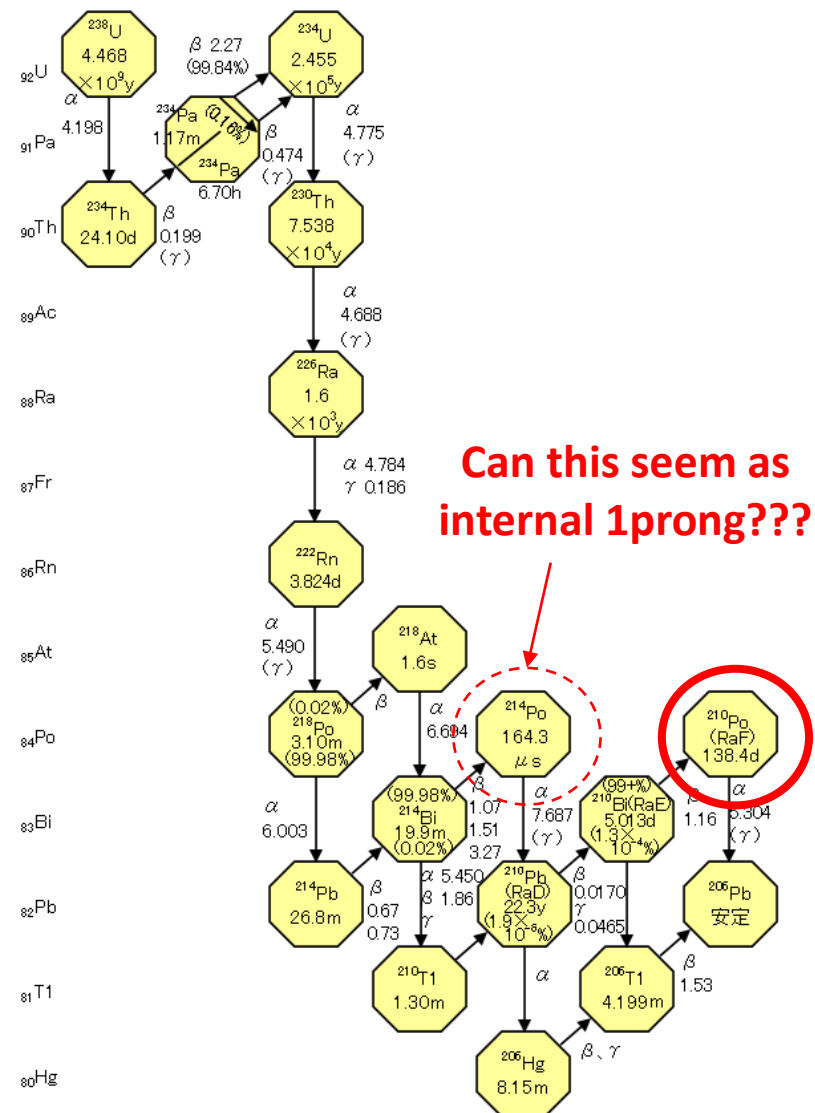 ₉₂U
²³⁸U
4.468
×10⁹y
β 2.27
(99.84%)
²³⁴U
2.455
×10⁵y
α
4.198
₉₁Pa
²³⁴Pa
1.17m
(0.16%)
²³⁴Pa
6.70h
β
0.474
(γ)
α
4.775
(γ)
₉₀Th
²³⁴Th
24.10d
β
0.199
(γ)
²³⁰Th
7.538
×10⁴y
₈₉Ac
α
4.688
(γ)
₈₈Ra
²²⁶Ra
1.6
×10³y
₈₇Fr
α 4.784
γ 0.186
Can this seem as
internal 1prong???
₈₆Rn
²²²Rn
3.824d
₈₅At
α
5.490
(γ)
²¹⁸At
1.6s
₈₄Po
(0.02%)
²¹⁸Po
3.10m
(99.98%)
β
α
6.694
²¹⁴Po
164.3
μs
²¹⁰Po
(RaF)
138.4d
₈₃Bi
α
6.003
(99.98%)
²¹⁴Bi
19.9m
(0.02%)
β
1.07
1.51
3.27
α
7.687
(γ)
(99+%)
²¹⁰Bi(RaE)
5.013d
(1.3×
10⁻⁴%)
β
1.16
α
5.304
(γ)
₈₂Pb
²¹⁴Pb
26.8m
β
0.67
0.73
α 5.450
β 1.86
γ
²¹⁰Pb
(RaD)
22.3y
(1.9×
10⁻⁶%)
β
0.0170
γ
0.0465
²⁰⁶Pb
安定
₈₁T1
²¹⁰T1
1.30m
α
²⁰⁶T1
4.199m
β
1.53
₈₀Hg
²⁰⁶Hg
8.15m
β、γ